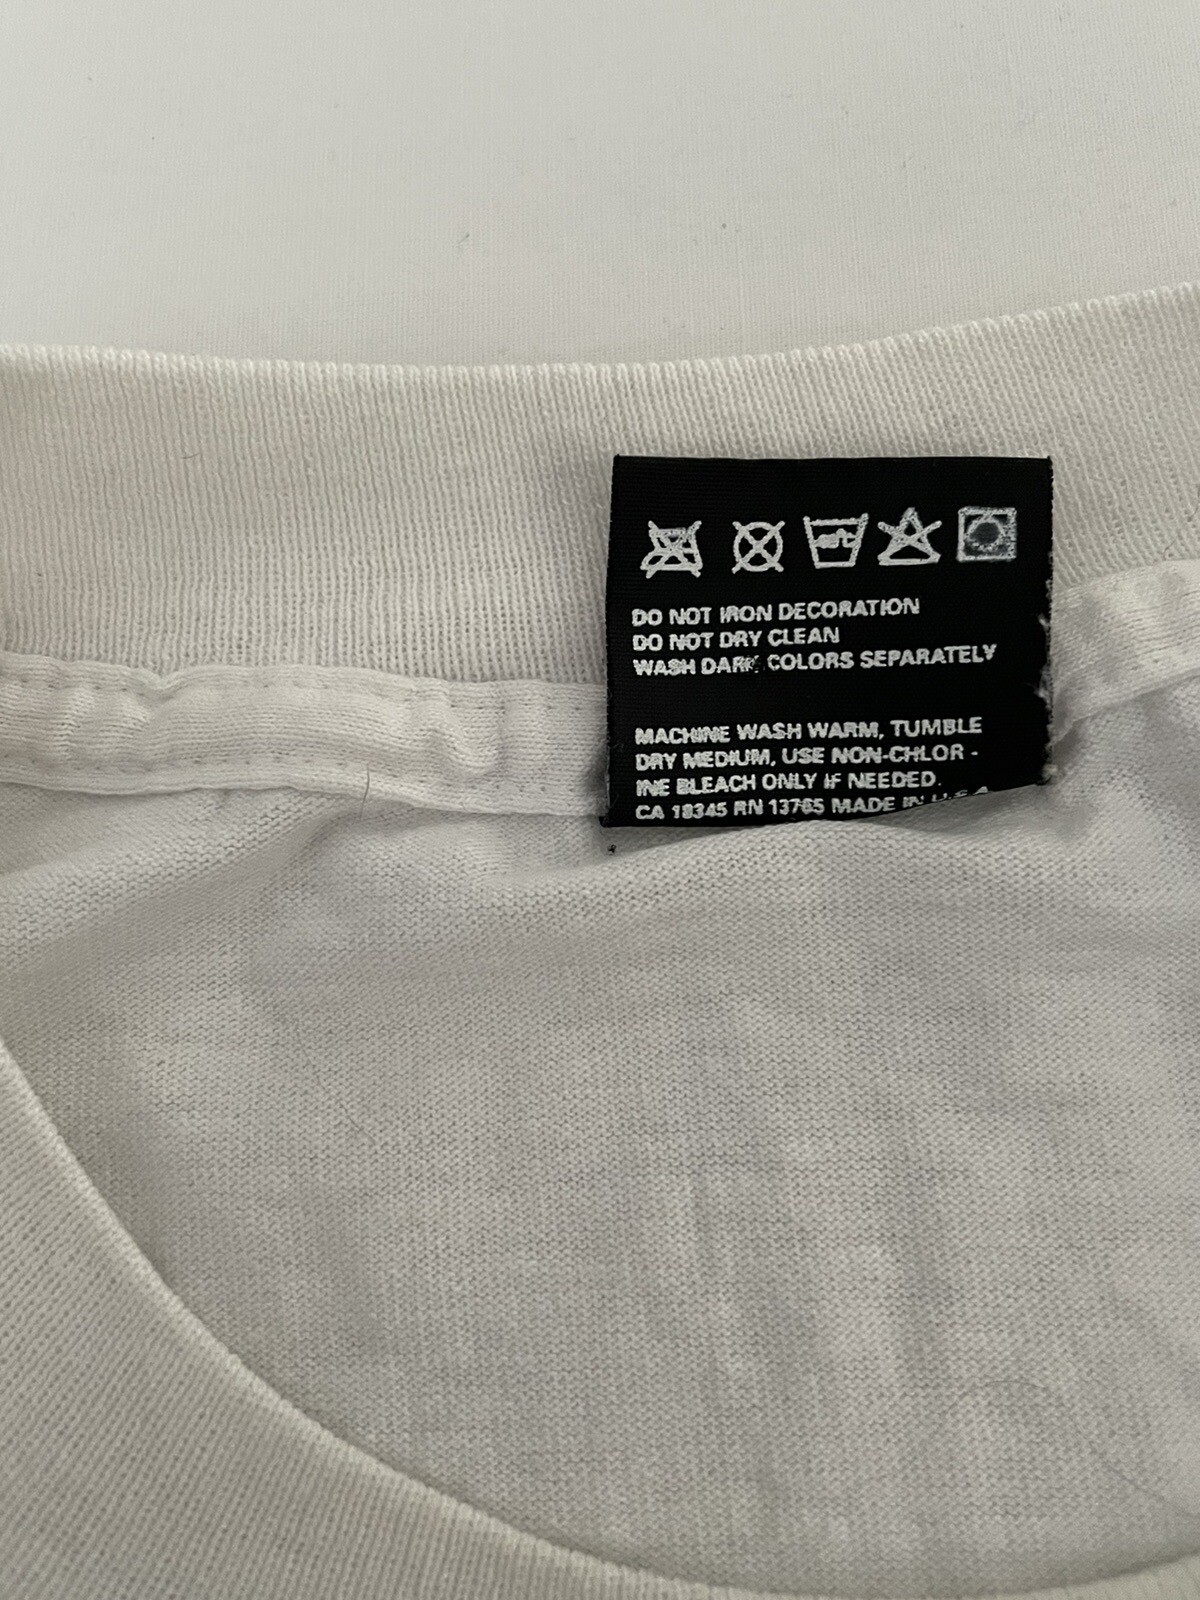 DO NOT IRON DECORATION
DO NOT DRY CLEAN
WASH DARK COLORS SEPARATELY
MACHINE WASH WARM, TUMBLE
DRY MEDIUM, USE NON-CHLOR -
INE BLEACH ONLY IF NEEDED.
CA 18345 RN 13765 MADE IN U.S.A